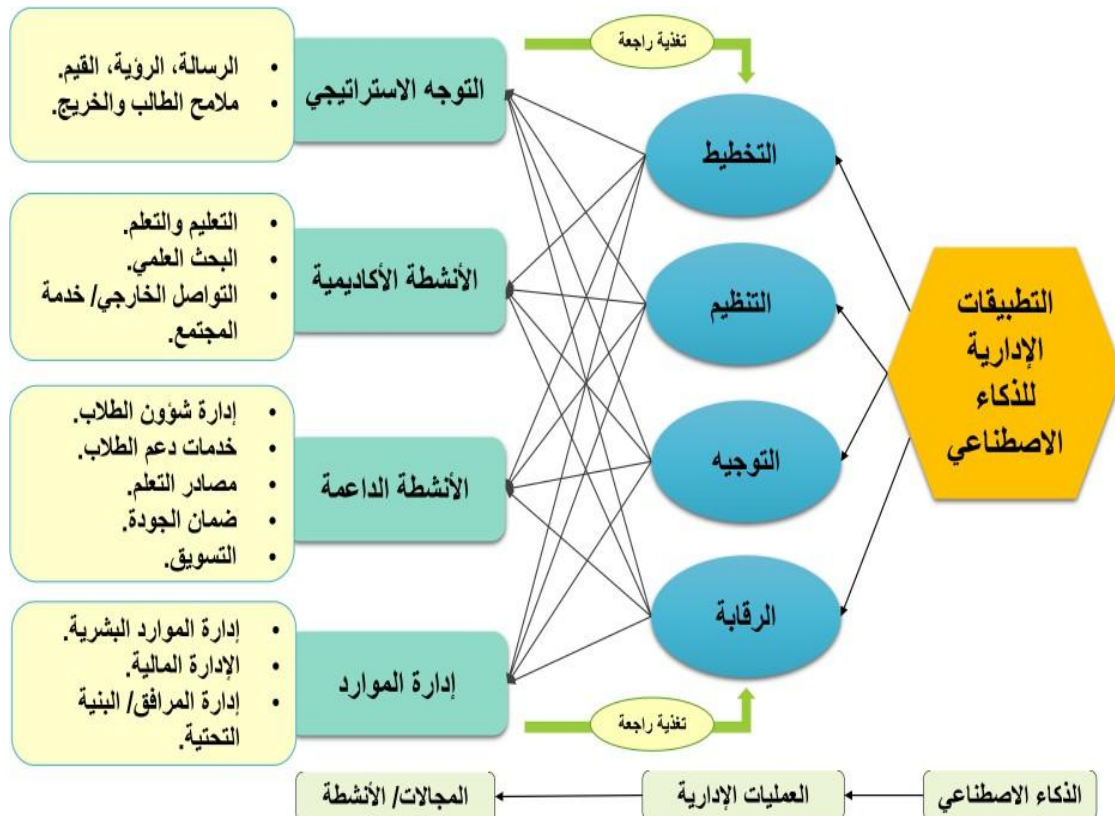 تغذية راجعة
التطبيقات
الإدارية
للذكاء
الاصطناعي
التخطيط
التنظيم
التوجيه
الرقابة
التوجه الاستراتيجي
• الرسالة، الرؤية، القيم.
• ملامح الطالب والخريج.
الأنشطة الأكاديمية
• التعليم والتعلم.
• البحث العلمي.
• التواصل الخارجي/ خدمة
المجتمع.
الأنشطة الداعمة
• إدارة شؤون الطلاب.
• خدمات دعم الطلاب.
• مصادر التعلم.
• ضمان الجودة.
• التسويق.
إدارة الموارد
• إدارة الموارد البشرية.
• الإدارة المالية.
• إدارة المرافق/ البنية
التحتية.
تغذية راجعة
الذكاء الاصطناعي
العمليات الإدارية
المجالات/ الأنشطة